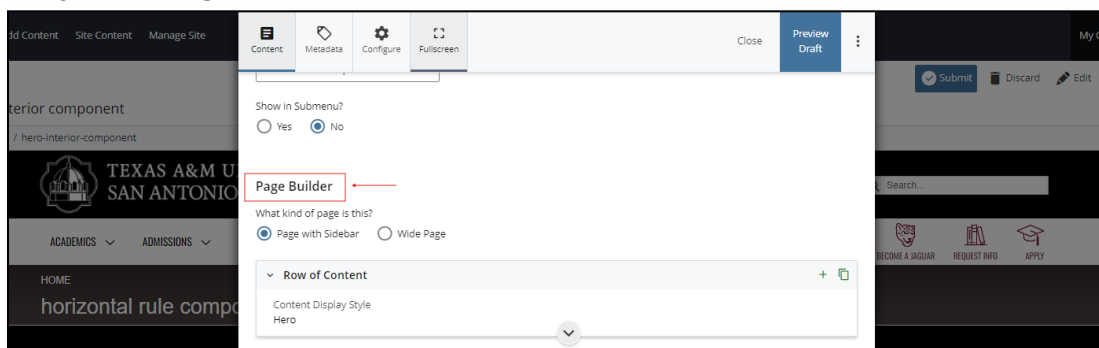 Content Site Content Manage Site
Content Metadata Configure Fullscreen
Close
Preview Draft
My
Submit Discard Edit
component
/ hero-interior-component
Show in Submenu?
Yes No
TEXAS A&M
SAN ANTONIO
Search...
Page Builder
What kind of page is this?
Page with Sidebar Wide Page
ACADEMICS ADMISSIONS
BECOME A JAGUAR REQUEST INFO APPLY
Row of Content
HOME
horizontal rule
Content Display Style
Hero